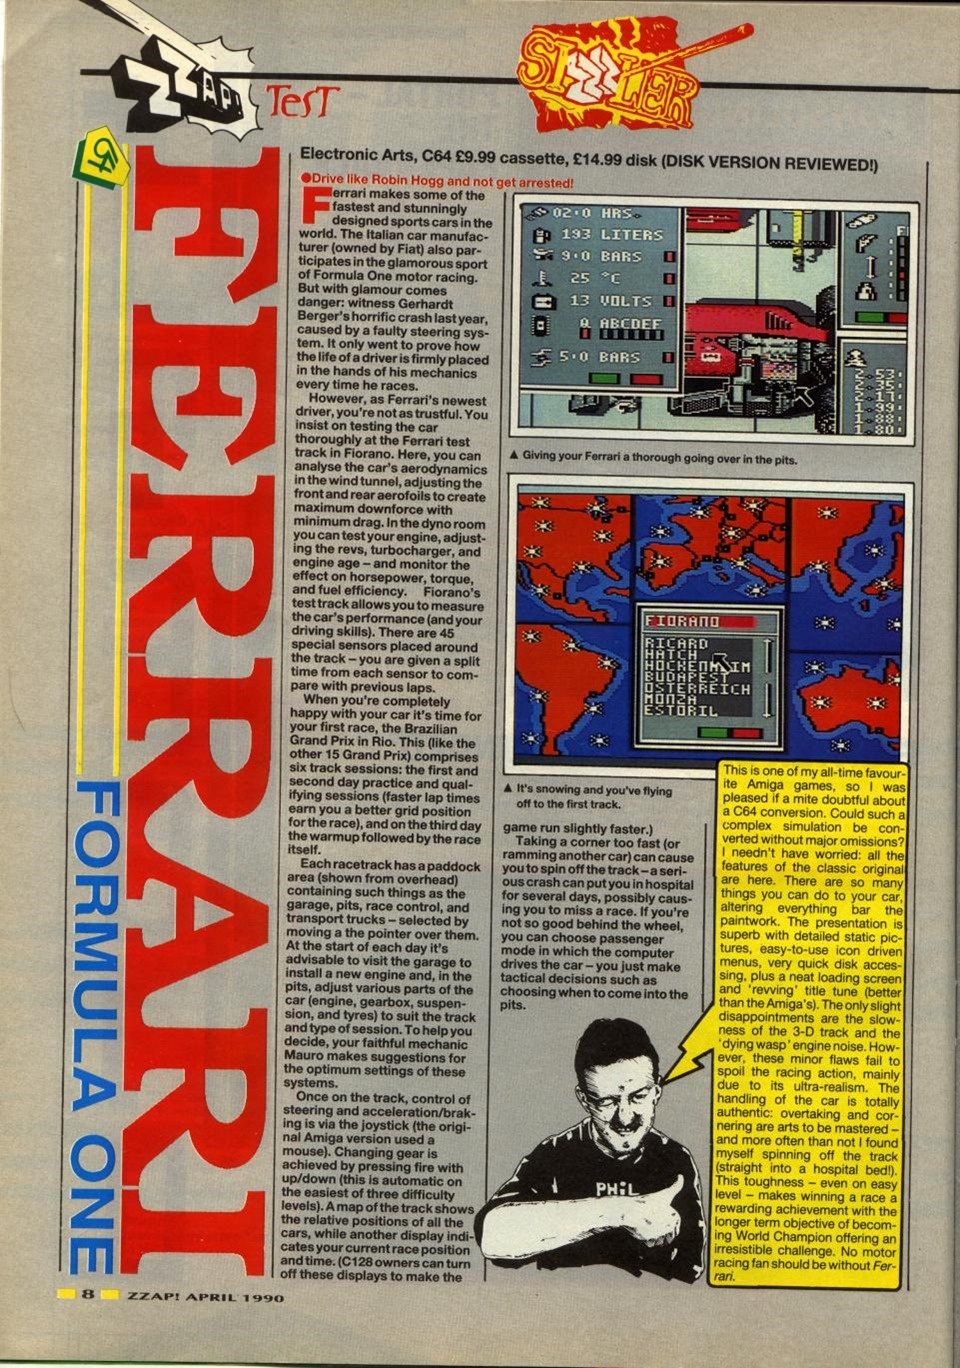 ZZAP!
TEST
SIZZLER
C64
FERRARI
FORMULA ONE
Electronic Arts, C64 £9.99 cassette, £14.99 disk (DISK VERSION REVIEWED!)
●Drive like Robin Hogg and not get arrested!
Ferrari makes some of the
fastest and stunningly
designed sports cars in the
world. The Italian car manufac-
turer (owned by Fiat) also par-
ticipates in the glamorous sport
of Formula One motor racing.
But with glamour comes
danger: witness Gerhardt
Berger's horrific crash last year,
caused by a faulty steering sys-
tem. It only went to prove how
the life of a driver is firmly placed
in the hands of his mechanics
every time he races.
However, as Ferrari's newest
driver, you're not as trustful. You
insist on testing the car
thoroughly at the Ferrari test
track in Fiorano. Here, you can
analyse the car's aerodynamics
in the wind tunnel, adjusting the
front and rear aerofoils to create
maximum downforce with
minimum drag. In the dyno room
you can test your engine, adjust-
ing the revs, turbocharger, and
engine age – and monitor the
effect on horsepower, torque,
and fuel efficiency. Fiorano's
test track allows you to measure
the car's performance (and your
driving skills). There are 45
special sensors placed around
the track – you are given a split
time from each sensor to com-
pare with previous laps.
When you're completely
happy with your car it's time for
your first race, the Brazilian
Grand Prix in Rio. This (like the
other 15 Grand Prix) comprises
six track sessions: the first and
second day practice and qual-
ifying sessions (faster lap times
earn you a better grid position
for the race), and on the third day
the warmup followed by the race
itself.
Each racetrack has a paddock
area (shown from overhead)
containing such things as the
garage, pits, race control, and
transport trucks – selected by
moving a the pointer over them.
At the start of each day it's
advisable to visit the garage to
install a new engine and, in the
pits, adjust various parts of the
car (engine, gearbox, suspen-
sion, and tyres) to suit the track
and type of session. To help you
decide, your faithful mechanic
Mauro makes suggestions for
the optimum settings of these
systems.
Once on the track, control of
steering and acceleration/brak-
ing is via the joystick (the origi-
nal Amiga version used a
mouse). Changing gear is
achieved by pressing fire with
up/down (this is automatic on
the easiest of three difficulty
levels). A map of the track shows
the relative positions of all the
cars, while another display indi-
cates your current race position
and time. (C128 owners can turn
off these displays to make the
02:0 HRS.
193 LITERS
9:0 BARS
25 °C
13 VOLTS
A ABCDEF
5:0 BARS
2.53:
2.35:
2.17:
1.99:
1.88:
1.80:
▲ Giving your Ferrari a thorough going over in the pits.
FIORANO
RICARD
HATCH
HOCKENHEIM
BUDAPEST
OSTERREICH
MONZA
ESTORIL
▲ It's snowing and you've flying
off to the first track.
game run slightly faster.)
Taking a corner too fast (or
ramming another car) can cause
you to spin off the track – a seri-
ous crash can put you in hospital
for several days, possibly caus-
ing you to miss a race. If you're
not so good behind the wheel,
you can choose passenger
mode in which the computer
drives the car – you just make
tactical decisions such as
choosing when to come into the
pits.
PHIL
This is one of my all-time favour-
ite Amiga games, so I was
pleased if a mite doubtful about
a C64 conversion. Could such a
complex simulation be con-
verted without major omissions?
I needn't have worried: all the
features of the classic original
are here. There are so many
things you can do to your car,
altering everything bar the
paintwork. The presentation is
superb with detailed static pic-
tures, easy-to-use icon driven
menus, very quick disk acces-
sing, plus a neat loading screen
and 'revving' title tune (better
than the Amiga's). The only slight
disappointments are the slow-
ness of the 3-D track and the
'dying wasp' engine noise. How-
ever, these minor flaws fail to
spoil the racing action, mainly
due to its ultra-realism. The
handling of the car is totally
authentic: overtaking and cor-
nering are arts to be mastered –
and more often than not I found
myself spinning off the track
(straight into a hospital bed!).
This toughness – even on easy
level – makes winning a race a
rewarding achievement with the
longer term objective of becom-
ing World Champion offering an
irresistible challenge. No motor
racing fan should be without Fer-
rari.
8 ZZAP! APRIL 1990